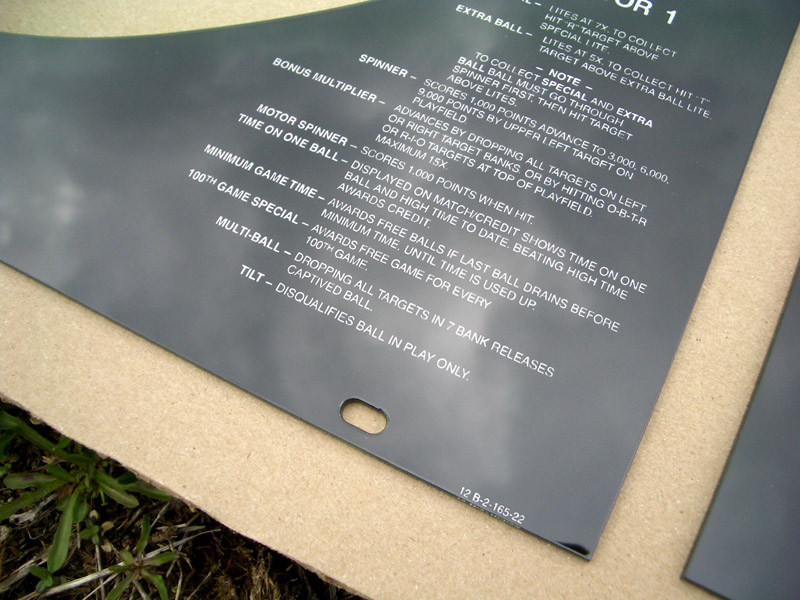 OR 1
LITES AT 7X. TO COLLECT
HIT "R" TARGET ABOVE
SPECIAL LITE.
EXTRA BALL – LITES AT 5X. TO COLLECT HIT "T"
TARGET ABOVE EXTRA BALL LITE.
– NOTE –
TO COLLECT SPECIAL AND EXTRA
BALL BALL MUST GO THROUGH
SPINNER FIRST, THEN HIT TARGET
ABOVE LITES.
SPINNER – SCORES 1,000 POINTS ADVANCE TO 3,000, 6,000,
9,000 POINTS BY UPPER LEFT TARGET ON
PLAYFIELD.
BONUS MULTIPLIER – ADVANCES BY DROPPING ALL TARGETS ON LEFT
OR RIGHT TARGET BANKS, OR BY HITTING O-B-T-R
OR R-I-O TARGETS AT TOP OF PLAYFIELD.
MAXIMUM 15X.
MOTOR SPINNER – SCORES 1,000 POINTS WHEN HIT.
TIME ON ONE BALL – DISPLAYED ON MATCH/CREDIT SHOWS TIME ON ONE
BALL AND HIGH TIME TO DATE, BEATING HIGH TIME
AWARDS CREDIT.
MINIMUM GAME TIME – AWARDS FREE BALLS IF LAST BALL DRAINS BEFORE
MINIMUM TIME, UNTIL TIME IS USED UP.
100TH GAME SPECIAL – AWARDS FREE GAME FOR EVERY
100TH GAME.
MULTI-BALL – DROPPING ALL TARGETS IN 7 BANK RELEASES
CAPTIVED BALL.
TILT – DISQUALIFIES BALL IN PLAY ONLY.
12 B-2-165-22